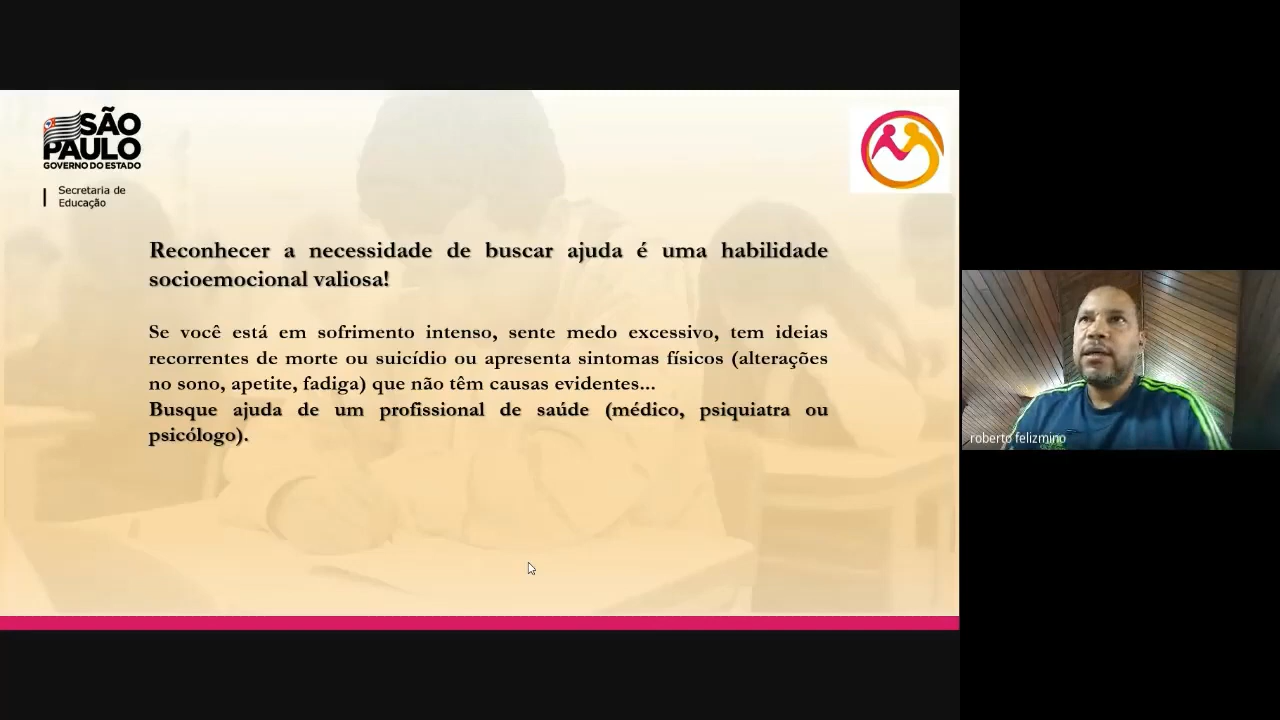 SÃO
PAULO
GOVERNO DO ESTADO
Secretaria de
Educação
Reconhecer a necessidade de buscar ajuda é uma habilidade
socioemocional valiosa!
Se você está em sofrimento intenso, sente medo excessivo, tem ideias
recorrentes de morte ou suicídio ou apresenta sintomas físicos (alterações
no sono, apetite, fadiga) que não têm causas evidentes...
Busque ajuda de um profissional de saúde (médico, psiquiatra ou
psicólogo).
roberto felizmino